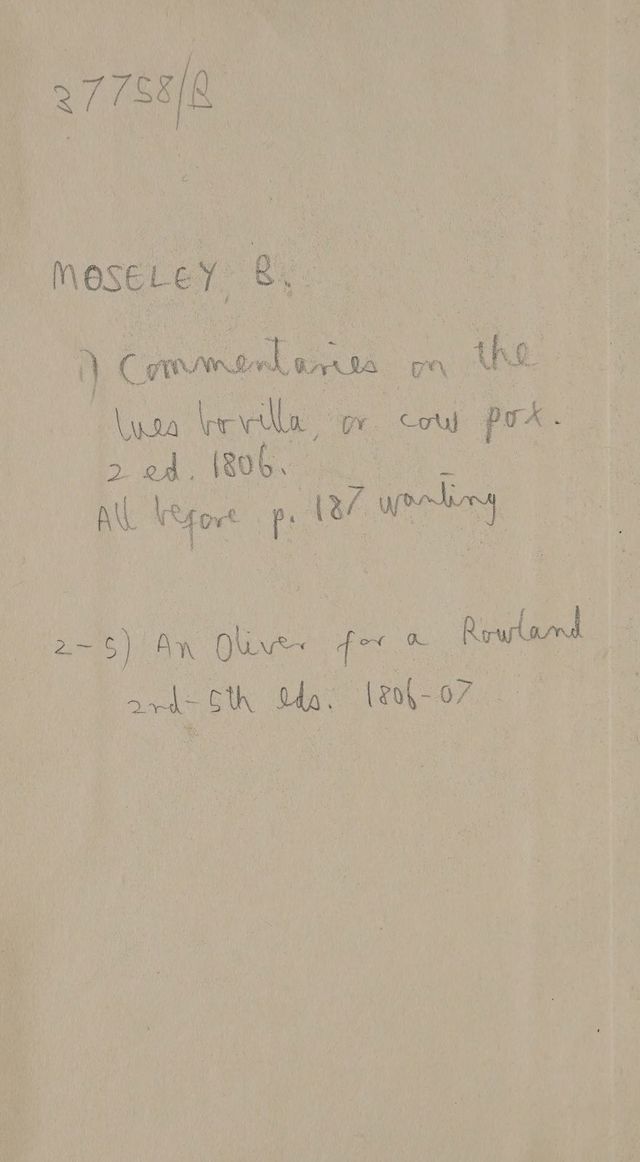 37758/B
MOSELEY, B.
1) Commentaries on the
lues bovilla, or cow pox.
2 ed. 1806.
All before p. 187 wanting
2-5) An Oliver for a Rowland
2nd-5th eds. 1806-07